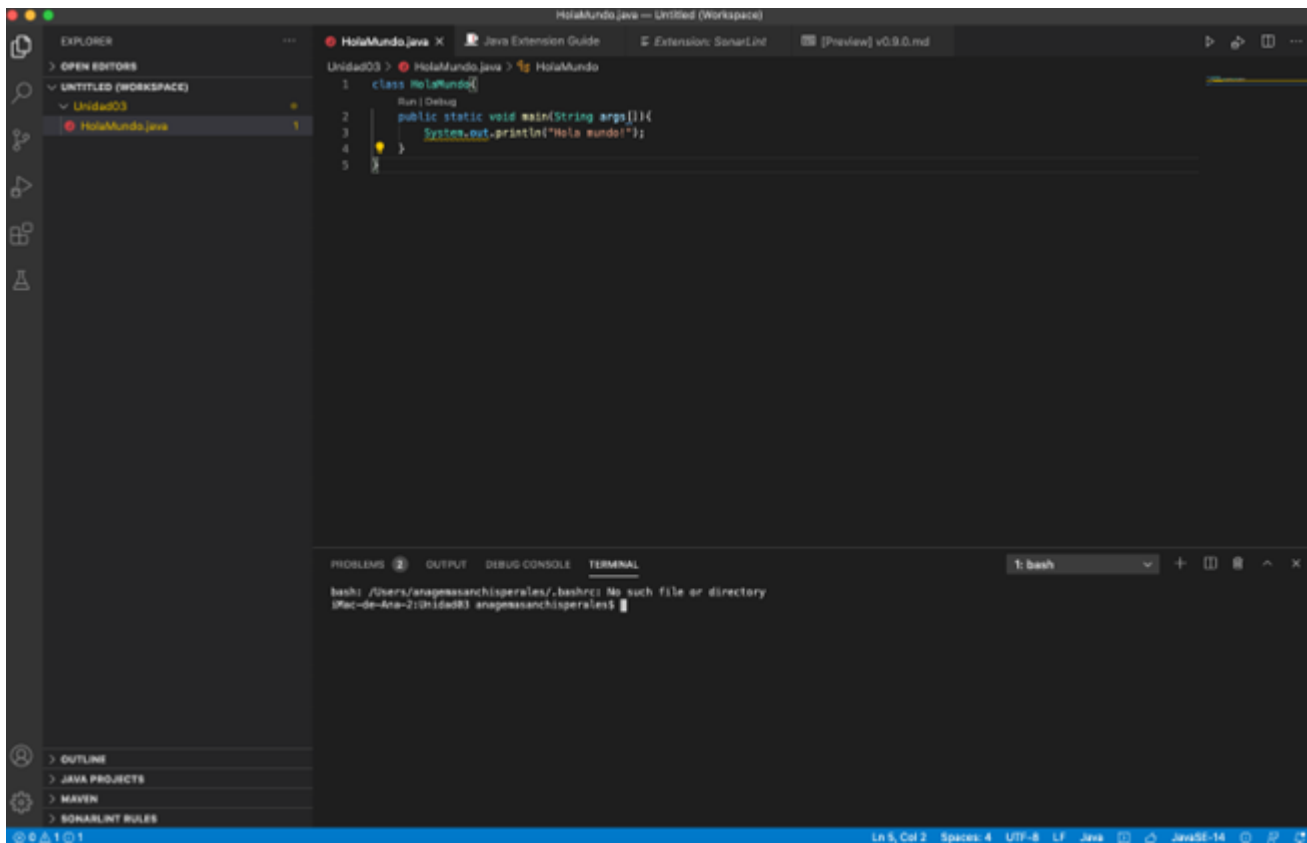 HolaMundo.java — Untitled (Workspace)
EXPLORER
HolaMundo.java
Java Extension Guide
Extension: SonarLint
[Preview] v0.9.0.md
OPEN EDITORS
UNTITLED (WORKSPACE)
Unidad03
HolaMundo.java 1
Unidad03 > HolaMundo.java > HolaMundo
1 class HolaMundo{
Run | Debug
2 public static void main(String args[]){
3 System.out.println("Hola mundo!");
4 }
5 }
PROBLEMS 2 OUTPUT DEBUG CONSOLE TERMINAL 1: bash
bash: /Users/anagemasanchisperales/.bashrc: No such file or directory
iMac-de-Ana-2:Unidad03 anagemasanchisperales$
OUTLINE
JAVA PROJECTS
MAVEN
SONARLINT RULES
0 1 1 Ln 5, Col 2 Spaces: 4 UTF-8 LF Java JavaSE-14